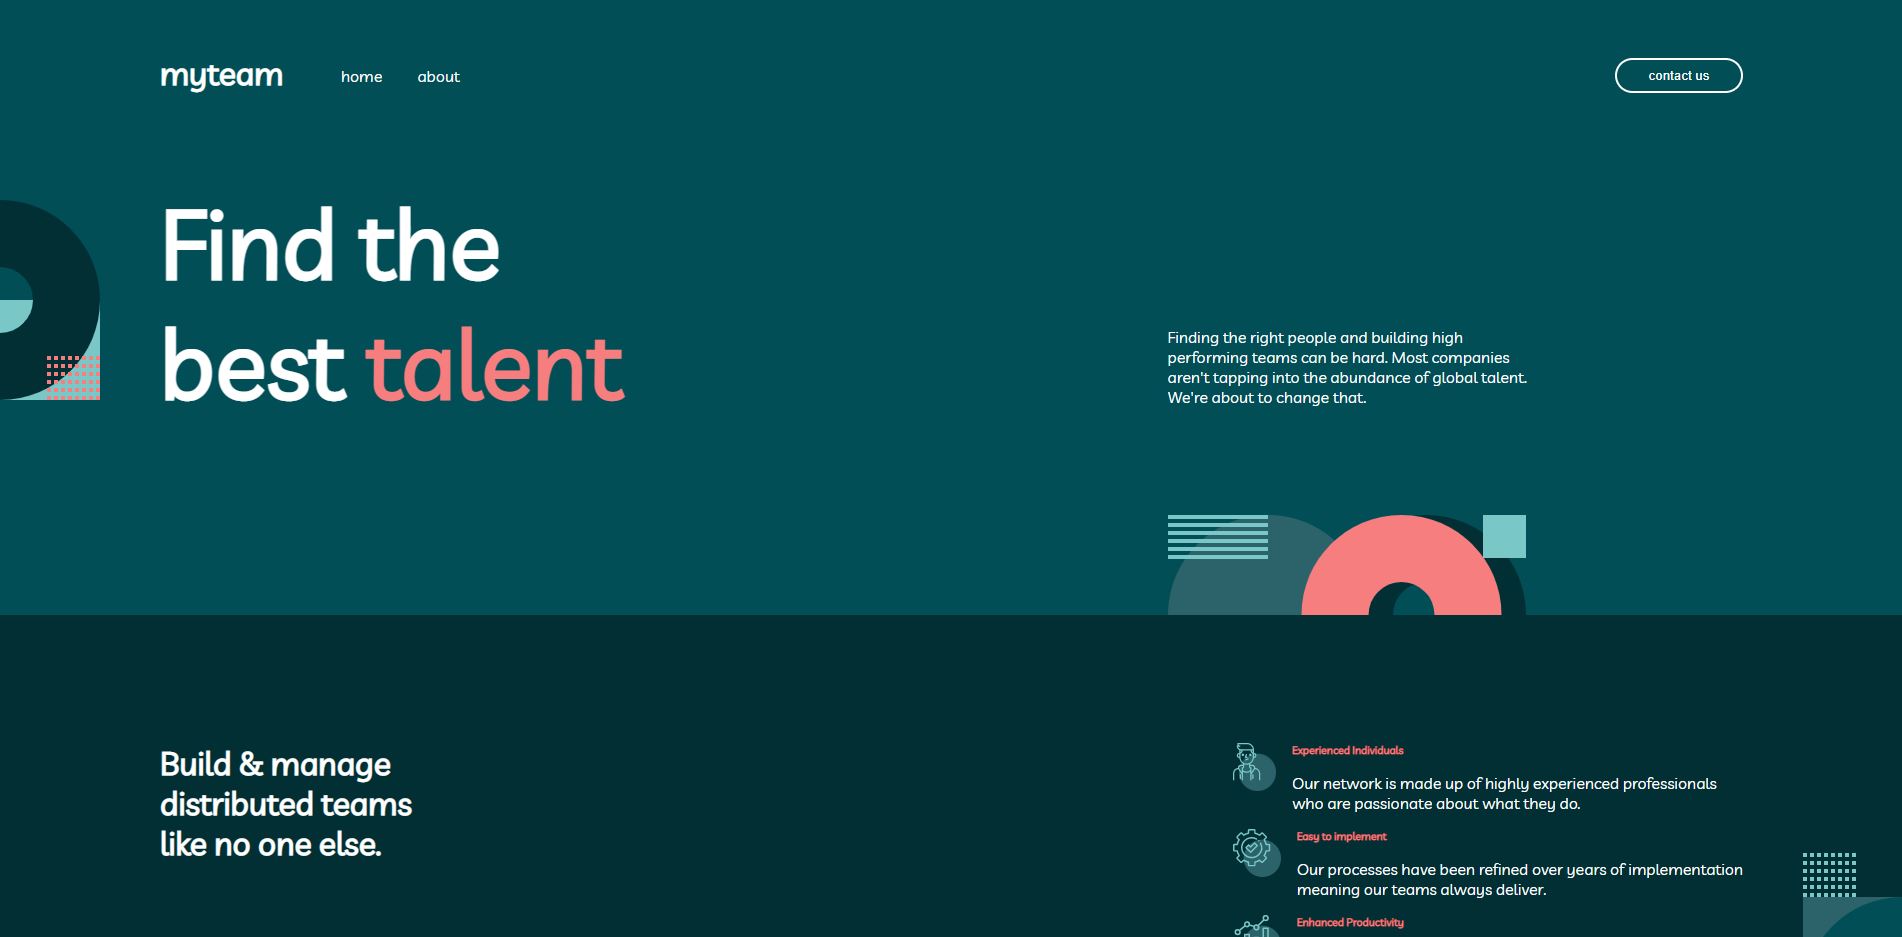 myteam
home
about
contact us
Find the
best talent
Finding the right people and building high
performing teams can be hard. Most companies
aren't tapping into the abundance of global talent.
We're about to change that.
Build & manage
distributed teams
like no one else.
Experienced Individuals
Our network is made up of highly experienced professionals
who are passionate about what they do.
Easy to implement
Our processes have been refined over years of implementation
meaning our teams always deliver.
Enhanced Productivity